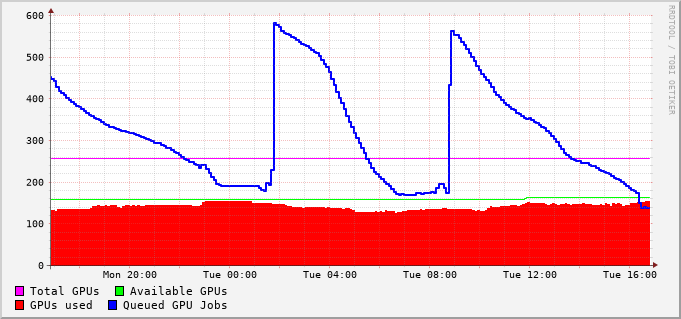 600
500
400
300
200
100
0
Mon 20:00 Tue 00:00 Tue 04:00 Tue 08:00 Tue 12:00 Tue 16:00
Total GPUs Available GPUs
GPUs used Queued GPU Jobs
RRDTOOL / TOBI OETIKER